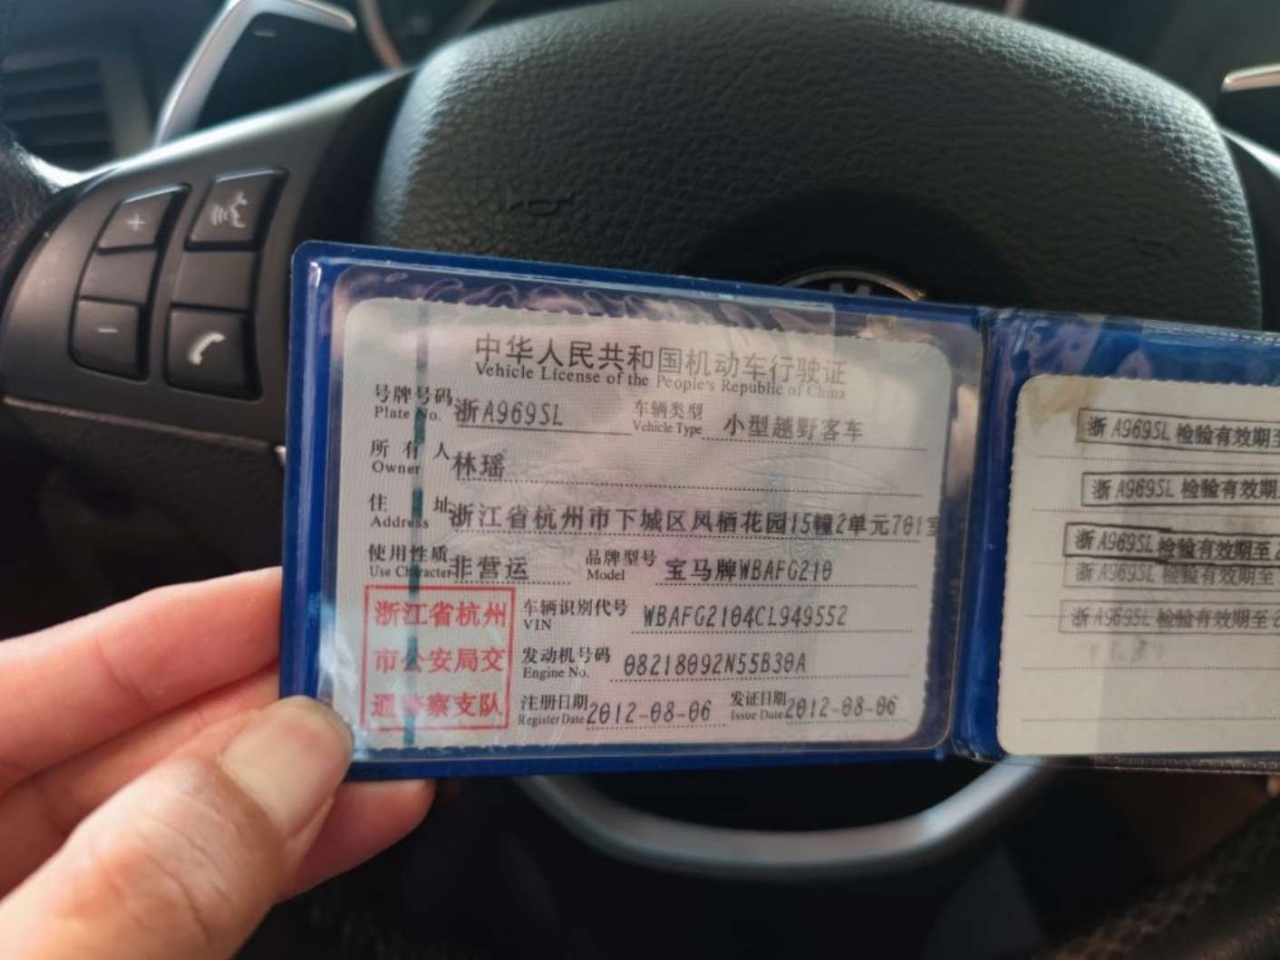 中华人民共和国机动车行驶证
Vehicle License of the People's Republic of China
号牌号码 浙A969SL 车辆类型 小型越野客车
Plate No. Vehicle Type
所有人 林瑶
Owner
住址 浙江省杭州市下城区凤栖花园15幢2单元701室
Address
使用性质 非营运 品牌型号 宝马牌WBAFG210
Use Character Model
浙江省杭州
市公安局交
通警察支队
车辆识别代号 WBAFG2104CL949552
VIN
发动机号码 08218092N55B30A
Engine No.
注册日期 2012-08-06 发证日期 2012-08-06
Register Date Issue Date
浙A969SL 检验有效期至
浙A969SL 检验有效期
浙A969SL 检验有效期至
浙A969SL 检验有效期至
浙A969SL 检验有效期至
+
−